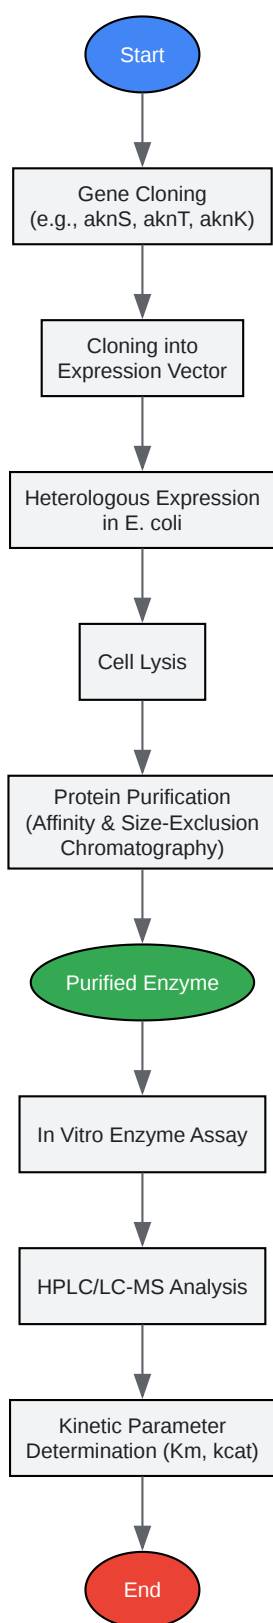 Start
Gene Cloning
(e.g., aknS, aknT, aknK)
Cloning into
Expression Vector
Heterologous Expression
in E. coli
Cell Lysis
Protein Purification
(Affinity & Size-Exclusion
Chromatography)
Purified Enzyme
In Vitro Enzyme Assay
HPLC/LC-MS Analysis
Kinetic Parameter
Determination (Km, kcat)
End